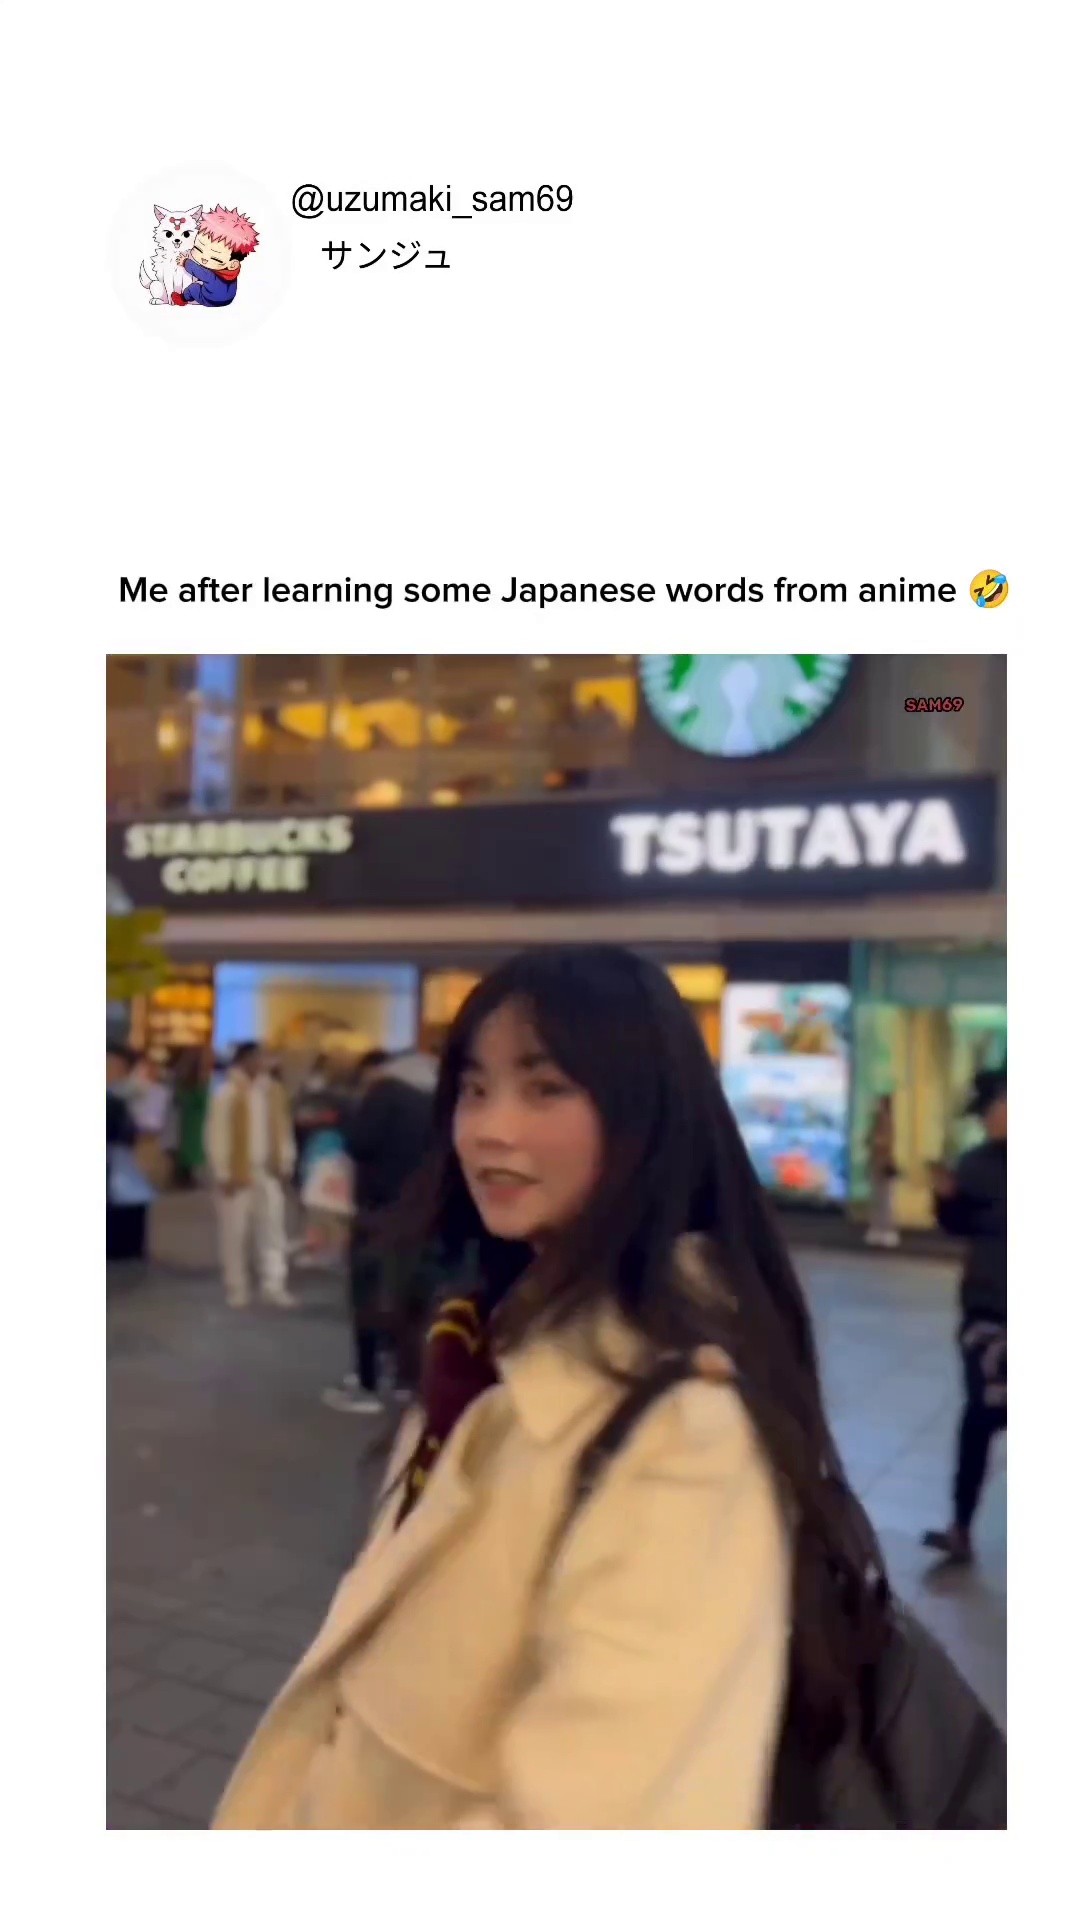 @uzumaki_sam69
サンジュ
Me after learning some Japanese words from anime 🤣
SAM69
STARBUCKS
COFFEE
TSUTAYA